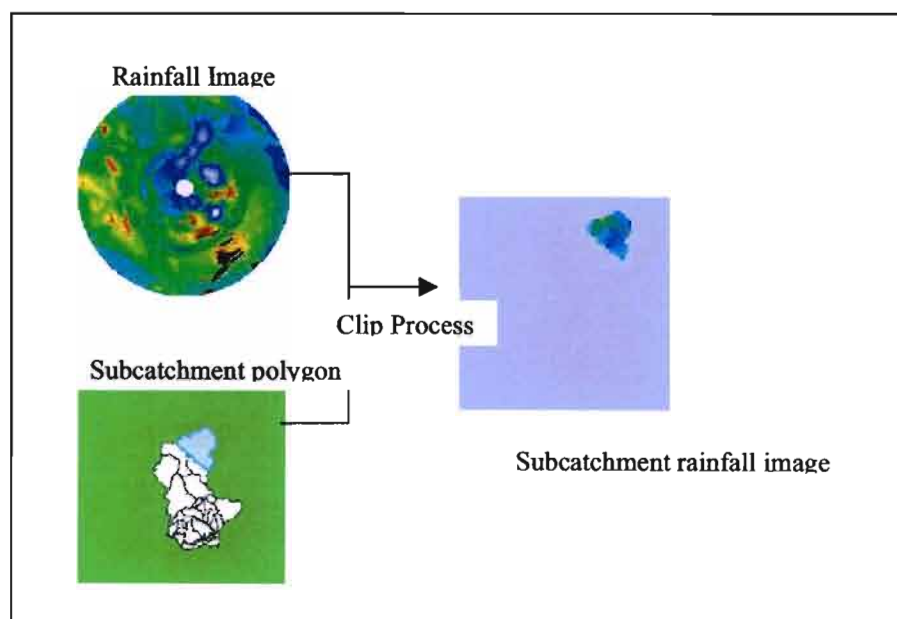 Rainfall Image
Clip Process
Subcatchment polygon
Subcatchment rainfall image